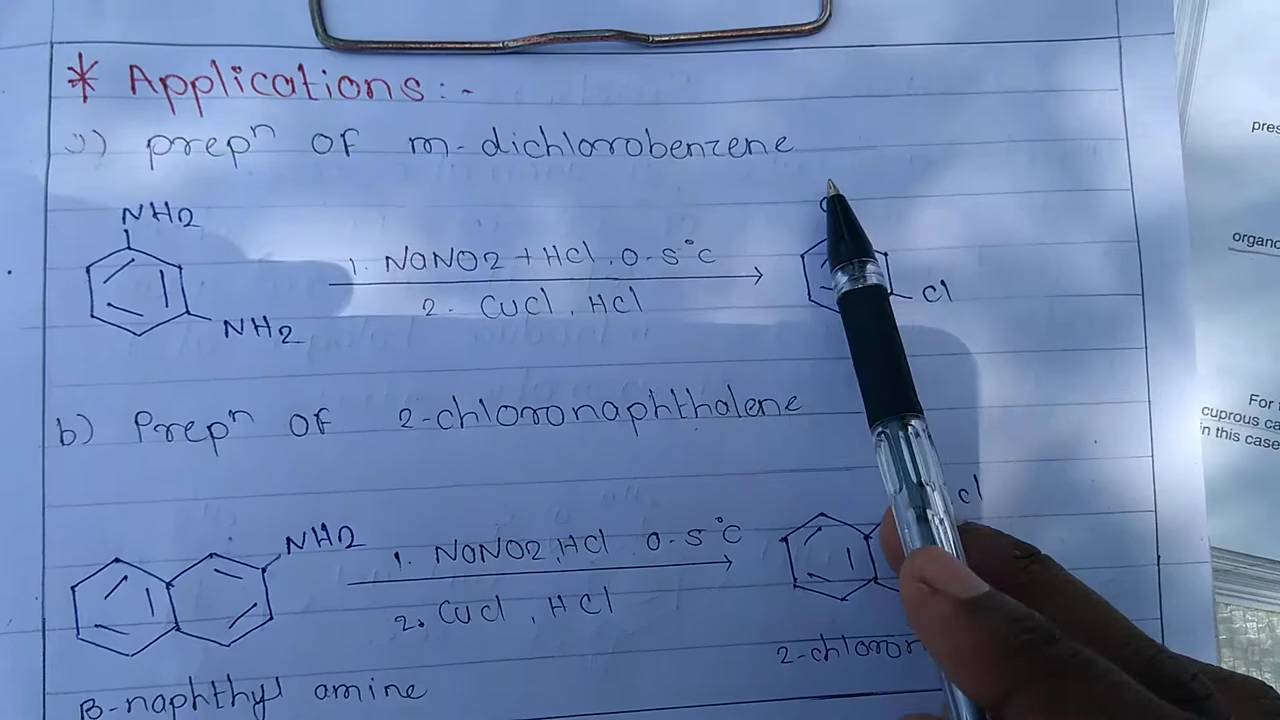 * Applications:-
a) prepⁿ of m-dichlorobenzene
NH2
1. NaNO2 + HCl. 0-5°c
2. CuCl, HCl
Cl
NH2
b) Prepⁿ of 2-chloronaphthalene
cl
NH2
1. NaNO2, HCl 0-5°c
2. CuCl, HCl
B-naphthyl amine
pres
organo
For
cuprous ca
in this case